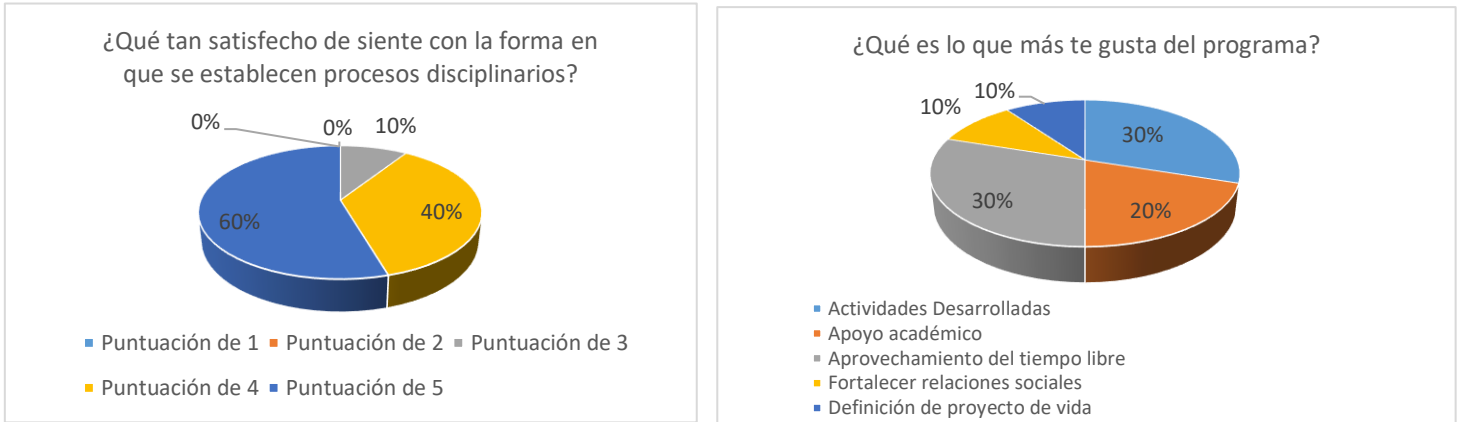 ¿Qué tan satisfecho de siente con la forma en
que se establecen procesos disciplinarios?
0%
0%
10%
60%
40%
Puntuación de 1
Puntuación de 2
Puntuación de 3
Puntuación de 4
Puntuación de 5
¿Qué es lo que más te gusta del programa?
10%
10%
30%
30%
20%
Actividades Desarrolladas
Apoyo académico
Aprovechamiento del tiempo libre
Fortalecer relaciones sociales
Definición de proyecto de vida